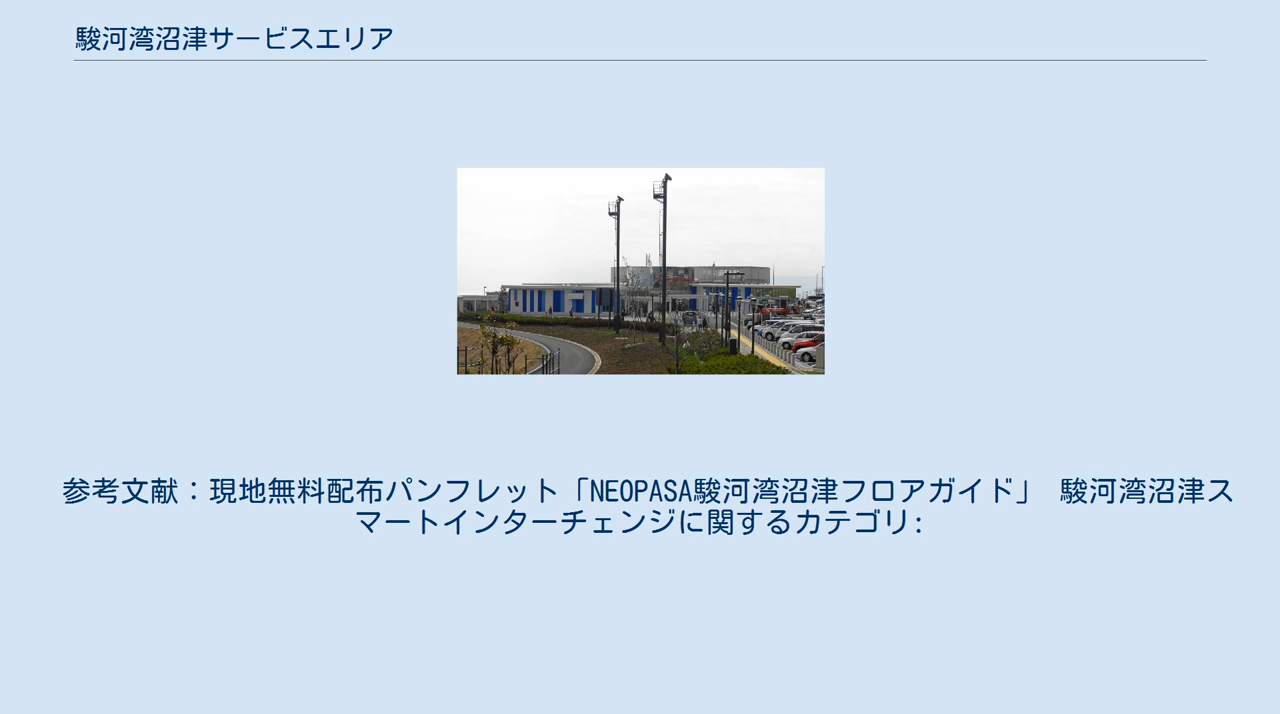 駿河湾沼津サービスエリア
参考文献：現地無料配布パンフレット「NEOPASA駿河湾沼津フロアガイド」 駿河湾沼津ス
マートインターチェンジに関するカテゴリ: